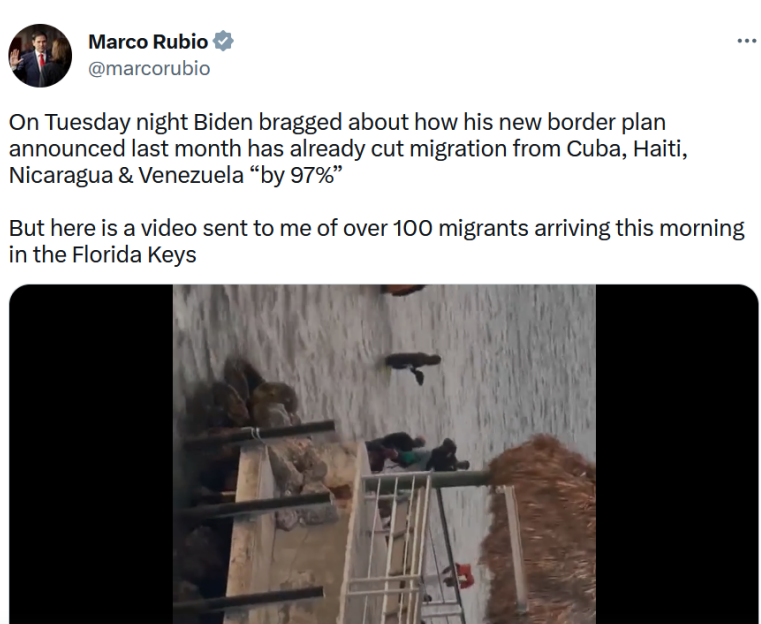 Marco Rubio
@marcorubio
On Tuesday night Biden bragged about how his new border plan
announced last month has already cut migration from Cuba, Haiti,
Nicaragua & Venezuela “by 97%”
But here is a video sent to me of over 100 migrants arriving this morning
in the Florida Keys